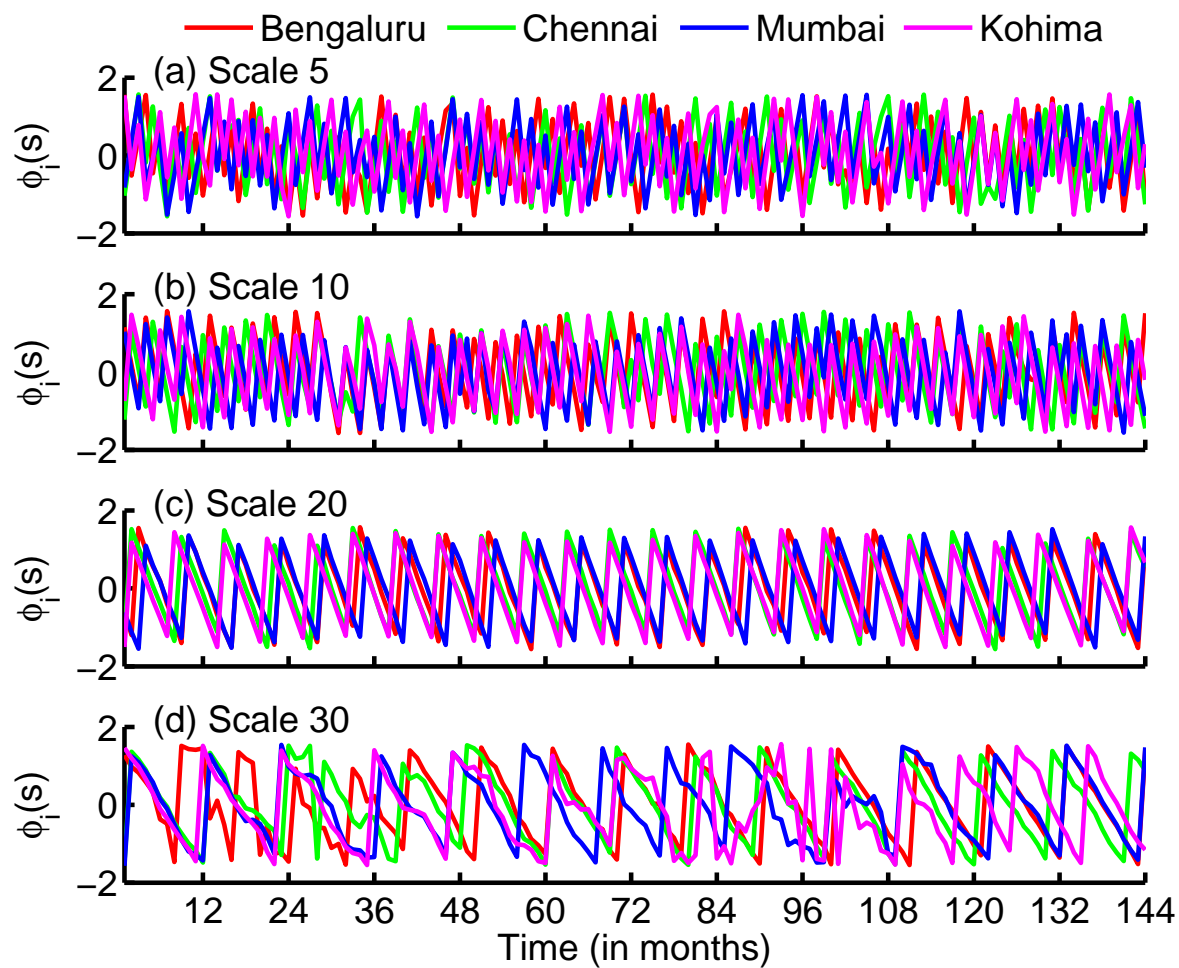 Bengaluru Chennai Mumbai Kohima
(a) Scale 5
2
0
−2
ϕi(s)
(b) Scale 10
2
0
−2
ϕi(s)
(c) Scale 20
2
0
−2
ϕi(s)
(d) Scale 30
2
0
−2
ϕi(s)
12 24 36 48 60 72 84 96 108 120 132 144
Time (in months)